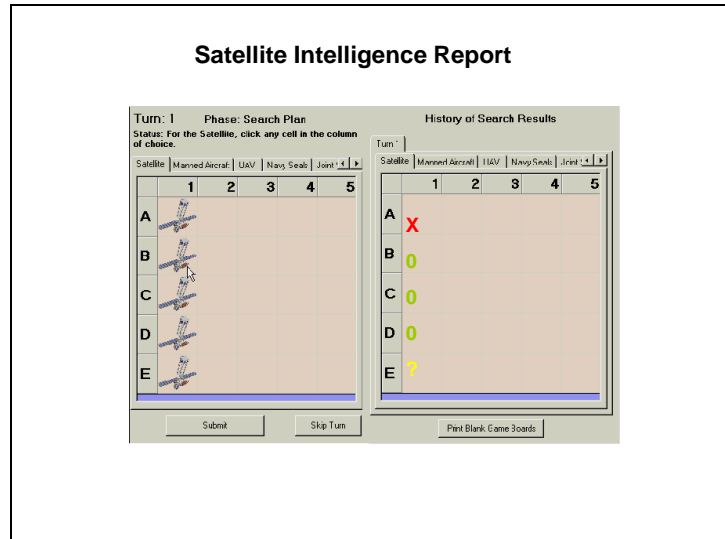 Satellite Intelligence Report
Turn: 1 Phase: Search Plan
Status: For the Satellite, click any cell in the column
of choice.
Satellite Manned Aircraft UAV Navy Seals Joint
1 2 3 4 5
A
B
C
D
E
Submit Skip Turn
History of Search Results
Turn 1
Satellite Manned Aircraft UAV Navy Seals Joint
1 2 3 4 5
A X
B 0
C 0
D 0
E ?
Print Blank Game Boards